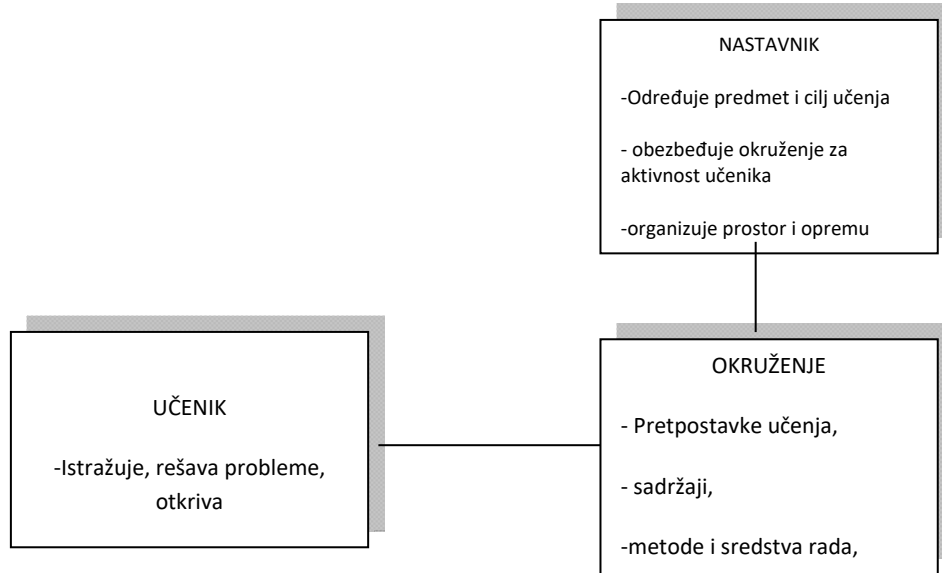 NASTAVNIK
-Određuje predmet i cilj učenja
- obezbeđuje okruženje za
aktivnost učenika
-organizuje prostor i opremu
UČENIK
-Istražuje, rešava probleme,
otkriva
OKRUŽENJE
- Pretpostavke učenja,
- sadržaji,
-metode i sredstva rada,